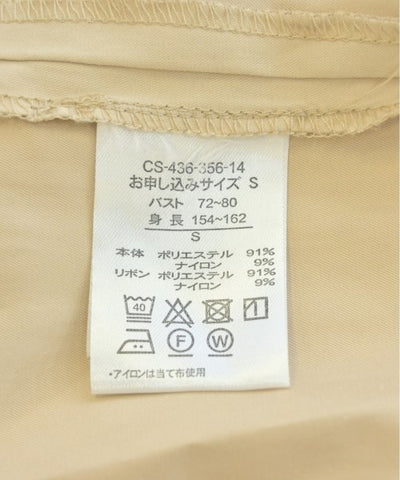 CS-436-356-14
お申し込みサイズ S
バスト 72~80
身長 154~162
S
本体 ポリエステル 91%
ナイロン 9%
リボン ポリエステル 91%
ナイロン 9%
40
F W
・アイロンは当て布使用